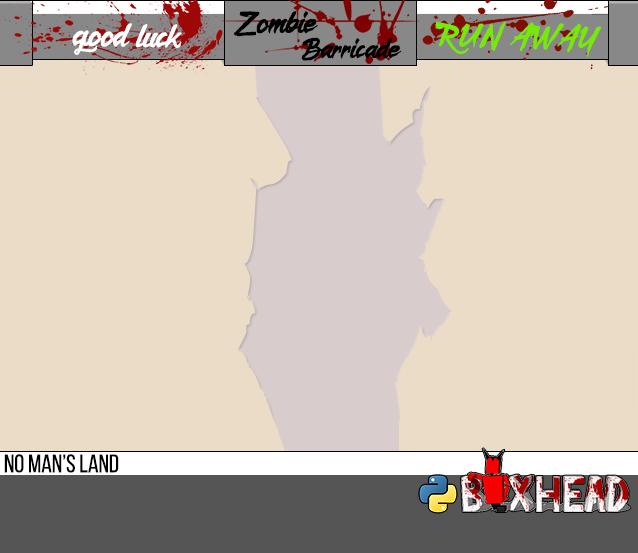 good luck
Zombie
Barricade
RUN AWAY
NO MAN'S LAND
BOXHEAD